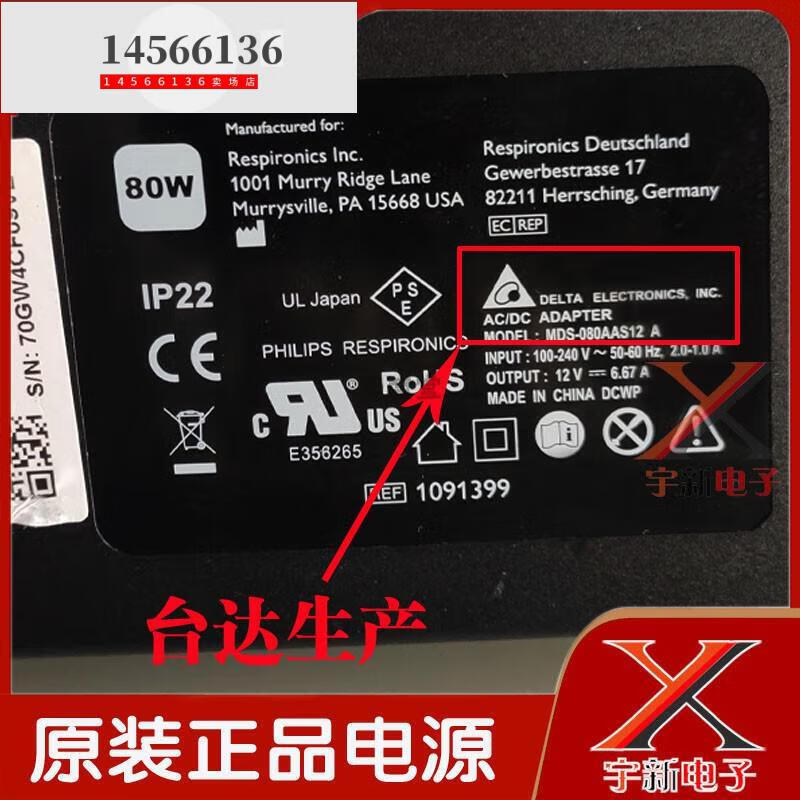 14566136
14566136卖场店
Manufactured for:
Respironics Inc.
1001 Murry Ridge Lane
Murrysville, PA 15668 USA
Respironics Deutschland
Gewerbestrasse 17
82211 Herrsching, Germany
EC REP
80W
IP22
UL Japan
PS
E
PHILIPS RESPIRONICS
DELTA ELECTRONICS, INC.
AC/DC ADAPTER
MODEL: MDS-080AAS12 A
INPUT: 100-240 V ~ 50-60 Hz, 2.0-1.0 A
OUTPUT: 12 V 6.67 A
MADE IN CHINA DCWP
CE
RoHS
C RU ® US
E356265
REF 1091399
宇新电子
台达生产
原装正品电源
宇新电子